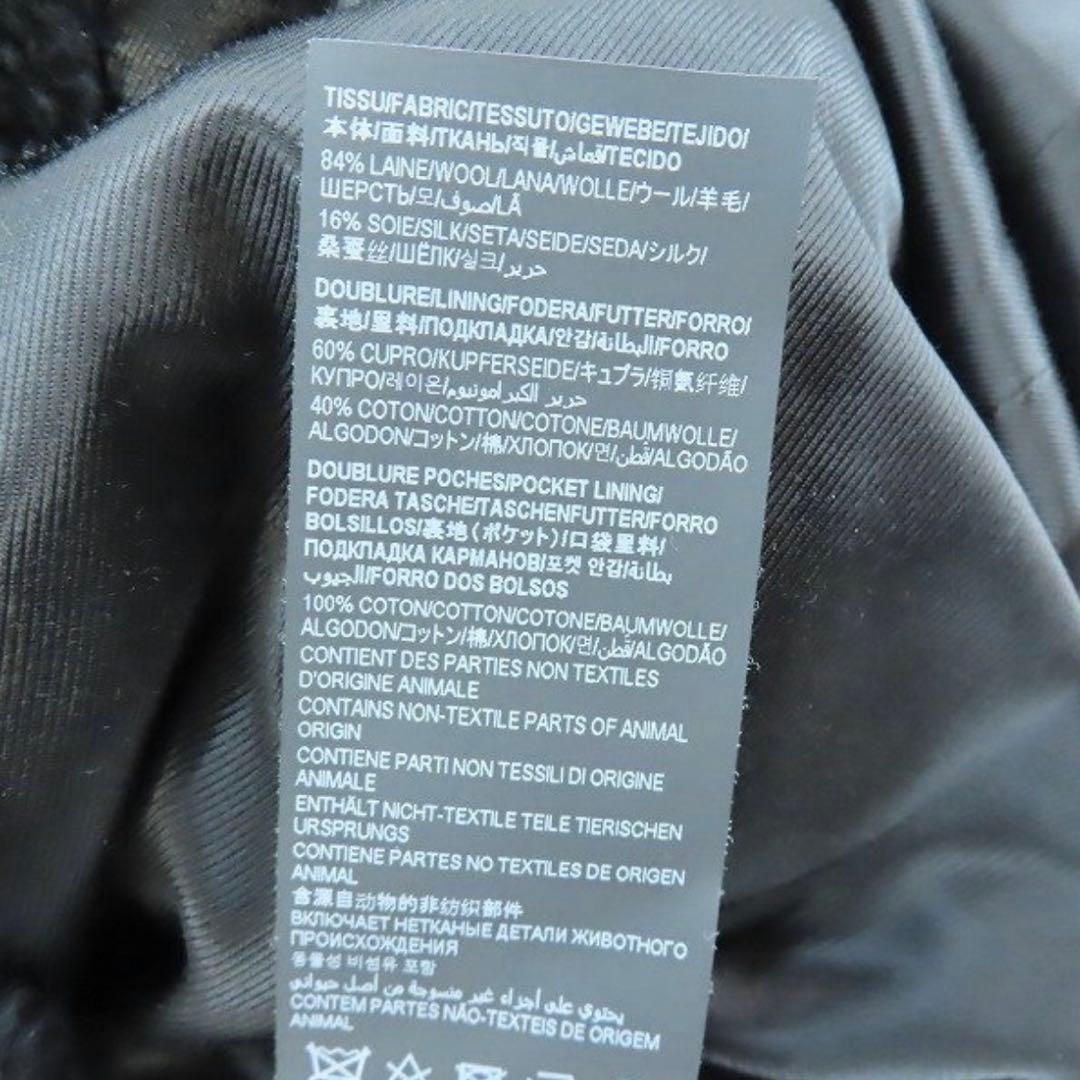 TISSU/FABRIC/TESSUTO/GEWEBE/TEJIDO/
本体/面料/ТКАНЬ/직물/قماش/TECIDO
84% LAINE/WOOL/LANA/WOLLE/ウール/羊毛/
ШЕРСТЬ/모/صوف/LÃ
16% SOIE/SILK/SETA/SEIDE/SEDA/シルク/
桑蚕丝/ШЁЛК/실크/حرير
DOUBLURE/LINING/FODERA/FUTTER/FORRO/
裏地/里料/ПОДКЛАДКА/안감/البطانة/FORRO
60% CUPRO/KUPFERSEIDE/キュプラ/铜氨纤维/
КУПРО/레이온/حرير الكبرامونيوم
40% COTON/COTTON/COTONE/BAUMWOLLE/
ALGODON/コットン/棉/ХЛОПОК/면/قطن/ALGODÃO
DOUBLURE POCHES/POCKET LINING/
FODERA TASCHE/TASCHENFUTTER/FORRO
BOLSILLOS/裏地(ポケット)/口袋里料/
ПОДКЛАДКА КАРМАНОВ/포켓 안감/بطانة
الجيوب/FORRO DOS BOLSOS
100% COTON/COTTON/COTONE/BAUMWOLLE/
ALGODON/コットン/棉/ХЛОПОК/면/قطن/ALGODÃO
CONTIENT DES PARTIES NON TEXTILES
D'ORIGINE ANIMALE
CONTAINS NON-TEXTILE PARTS OF ANIMAL
ORIGIN
CONTIENE PARTI NON TESSILI DI ORIGINE
ANIMALE
ENTHÄLT NICHT-TEXTILE TEILE TIERISCHEN
URSPRUNGS
CONTIENE PARTES NO TEXTILES DE ORIGEN
ANIMAL
含源自动物的非纺织部件
ВКЛЮЧАЕТ НЕТКАНЫЕ ДЕТАЛИ ЖИВОТНОГО
ПРОИСХОЖДЕНИЯ
동물성 비섬유 포함
يحتوي على أجزاء غير منسوجة من أصل حيواني
CONTEM PARTES NÃO-TEXTEIS DE ORIGEM
ANIMAL